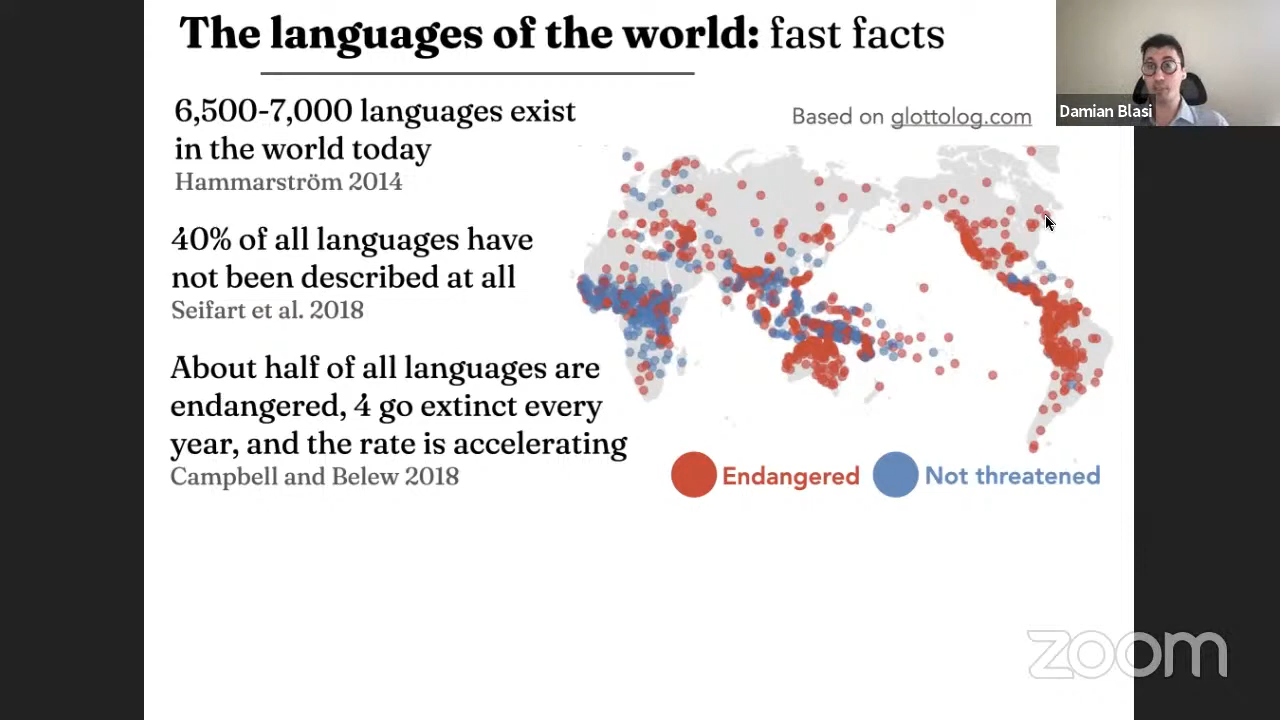 The languages of the world: fast facts
6,500-7,000 languages exist
in the world today
Hammarström 2014
40% of all languages have
not been described at all
Seifart et al. 2018
About half of all languages are
endangered, 4 go extinct every
year, and the rate is accelerating
Campbell and Belew 2018
Based on glottolog.com
Endangered
Not threatened
Damian Blasi
zoom